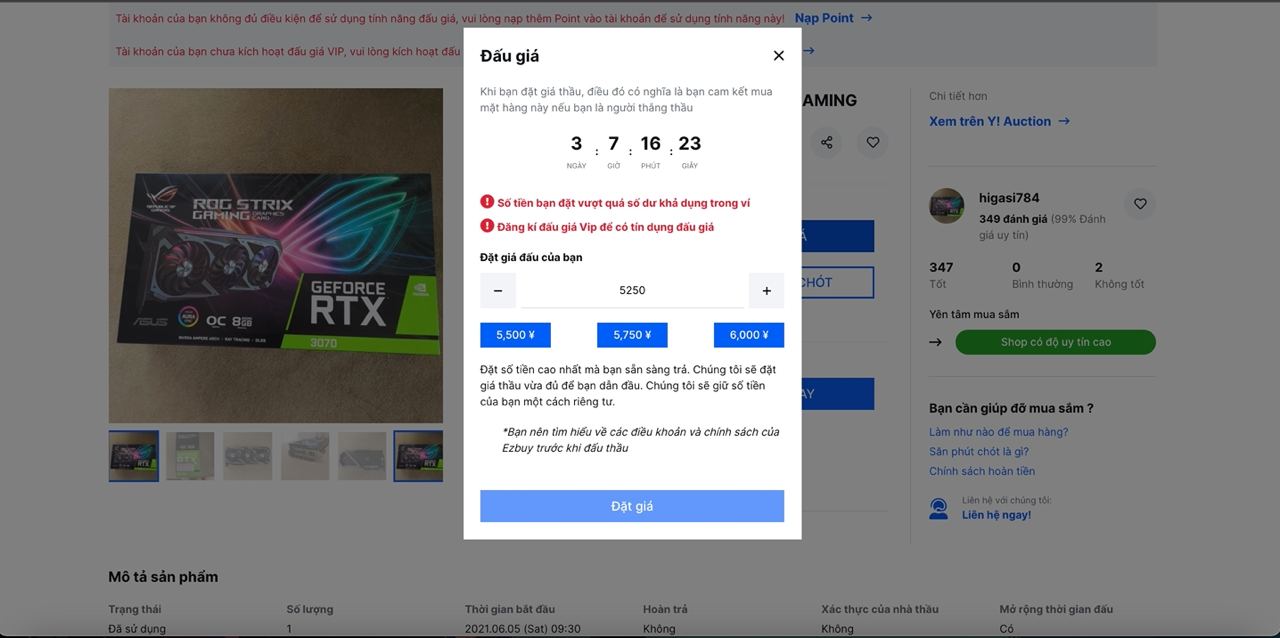 Tài khoản của bạn không đủ điều kiện để sử dụng tính năng đấu giá, vui lòng nạp thêm Point vào tài khoản để sử dụng tính năng này! Nạp Point →
Tài khoản của bạn chưa kích hoạt đấu giá VIP, vui lòng kích hoạt đấu →
Đấu giá
Khi bạn đặt giá thầu, điều đó có nghĩa là bạn cam kết mua
mặt hàng này nếu bạn là người thắng thầu
3 : 7 : 16 : 23
NGÀY GIỜ PHÚT GIÂY
Số tiền bạn đặt vượt quá số dư khả dụng trong ví
Đăng kí đấu giá Vip để có tín dụng đấu giá
Đặt giá đấu của bạn
− 5250 +
5,500 ¥ 5,750 ¥ 6,000 ¥
Đặt số tiền cao nhất mà bạn sẵn sàng trả. Chúng tôi sẽ đặt
giá thầu vừa đủ để bạn dẫn đầu. Chúng tôi sẽ giữ số tiền
của bạn một cách riêng tư.
*Bạn nên tìm hiểu về các điều khoản và chính sách của
Ezbuy trước khi đấu thầu
Đặt giá
REPUBLIC OF GAMERS
ROG STRIX
GAMING GRAPHICS CARD
GEFORCE
RTX
NVIDIA
ASUS AURA OC 8GB
3070
AMING
Á
CHÓT
AY
Chi tiết hơn
Xem trên Y! Auction →
higasi784
349 đánh giá (99% Đánh
giá uy tín)
347 0 2
Tốt Bình thường Không tốt
Yên tâm mua sắm
→ Shop có độ uy tín cao
Bạn cần giúp đỡ mua sắm ?
Làm như nào để mua hàng?
Săn phút chót là gì?
Chính sách hoàn tiền
Liên hệ với chúng tôi:
Liên hệ ngay!
Mô tả sản phẩm
Trạng thái Số lượng Thời gian bắt đầu Hoàn trả Xác thực của nhà thầu Mở rộng thời gian đấu
Đã sử dụng 1 2021.06.05 (Sat) 09:30 Không Không Có